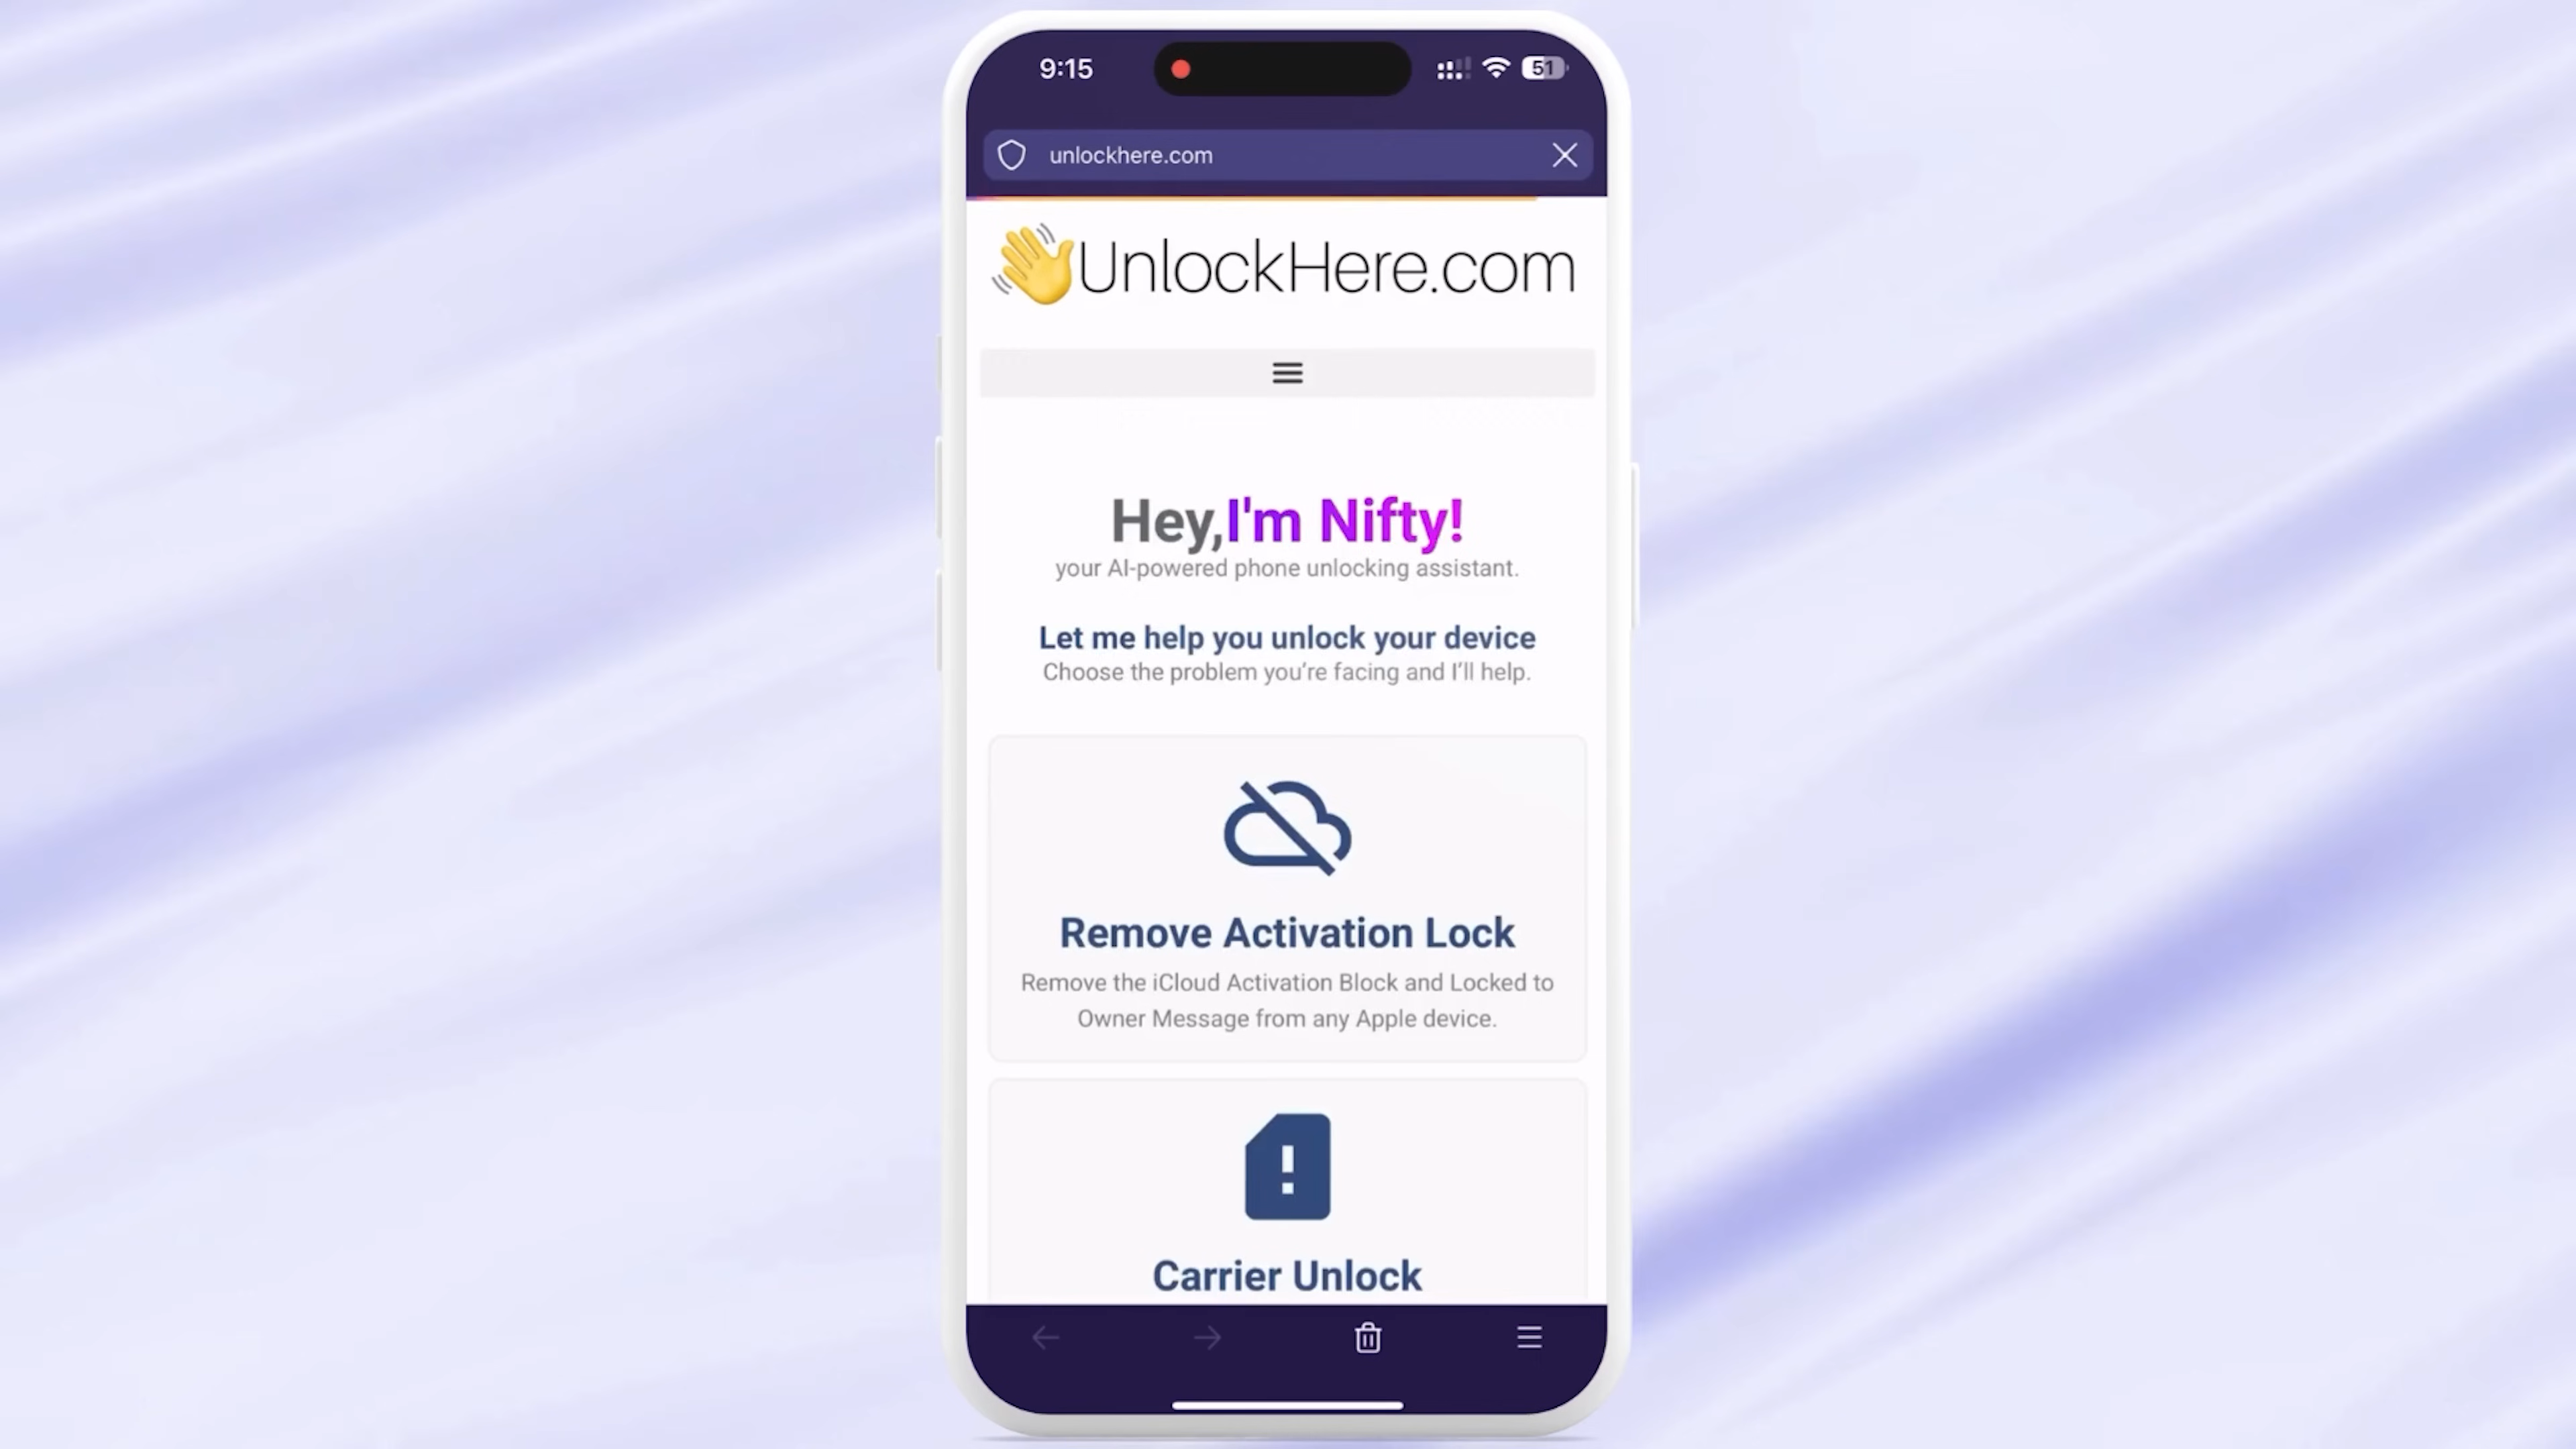 9:15
51
unlockhere.com
UnlockHere.com
Hey,I'm Nifty!
your AI-powered phone unlocking assistant.
Let me help you unlock your device
Choose the problem you're facing and I'll help.
Remove Activation Lock
Remove the iCloud Activation Block and Locked to
Owner Message from any Apple device.
Carrier Unlock